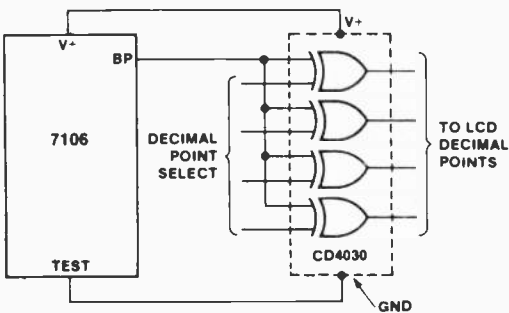 V+
V+
BP
7106
DECIMAL
POINT
SELECT
TO LCD
DECIMAL
POINTS
CD4030
TEST
GND